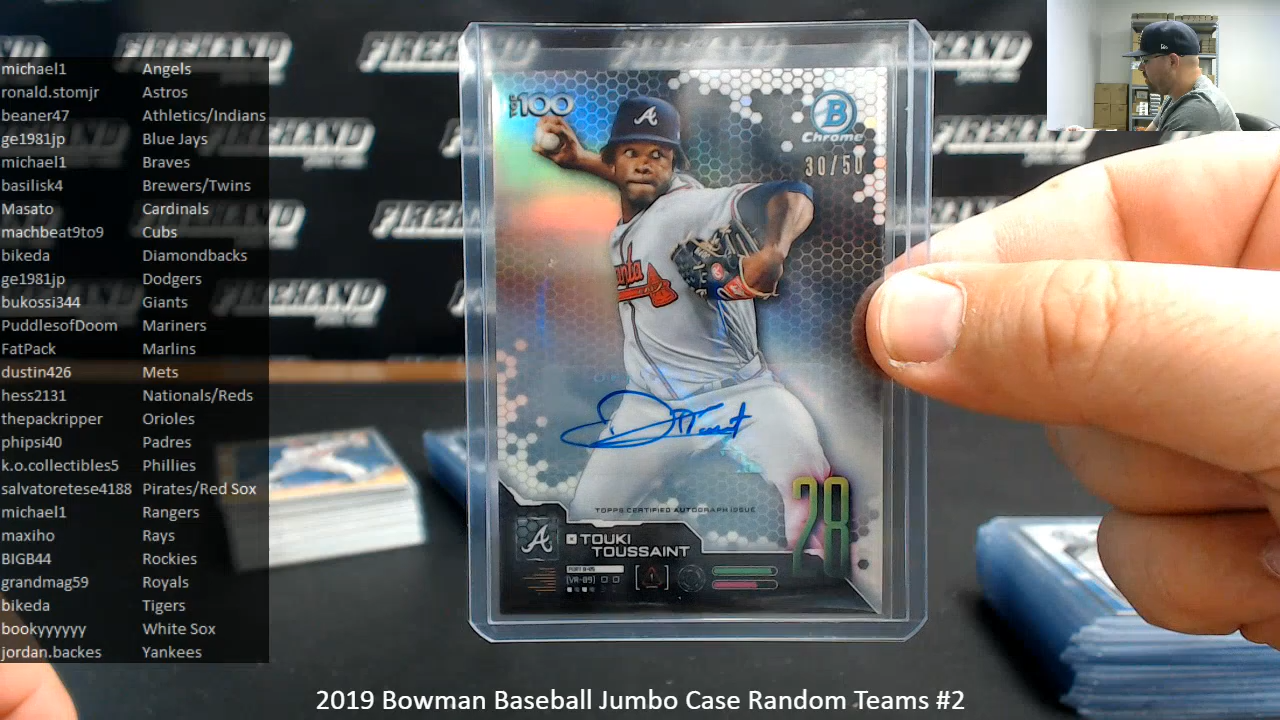 michael1 Angels
ronald.stomjr Astros
beaner47 Athletics/Indians
ge1981jp Blue Jays
michael1 Braves
basilisk4 Brewers/Twins
Masato Cardinals
machbeat9to9 Cubs
bikeda Diamondbacks
ge1981jp Dodgers
bukossi344 Giants
PuddlesofDoom Mariners
FatPack Marlins
dustin426 Mets
hess2131 Nationals/Reds
thepackripper Orioles
phipsi40 Padres
k.o.collectibles5 Phillies
salvatoretese4188 Pirates/Red Sox
michael1 Rangers
maxiho Rays
BIGB44 Rockies
grandmag59 Royals
bikeda Tigers
bookyyyyyy White Sox
jordan.backes Yankees
FIREHAND
TOP 100
B
Chrome
30/50
A
TOPPS CERTIFIED AUTOGRAPH ISSUE
28
A
TOUKI
TOUSSAINT
2019 Bowman Baseball Jumbo Case Random Teams #2